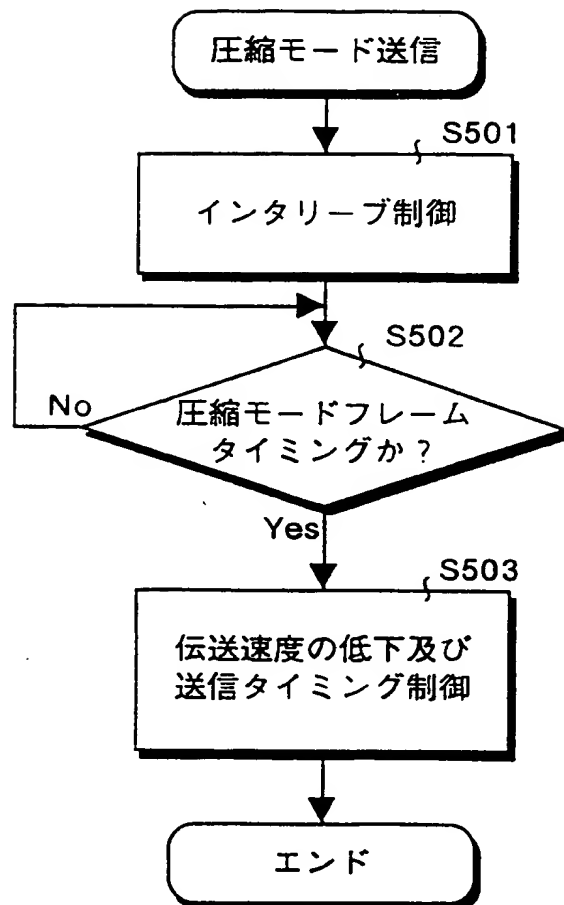 圧縮モード送信
S501
インタリーブ制御
S502
No
圧縮モードフレーム
タイミングか?
Yes
S503
伝送速度の低下及び
送信タイミング制御
エンド